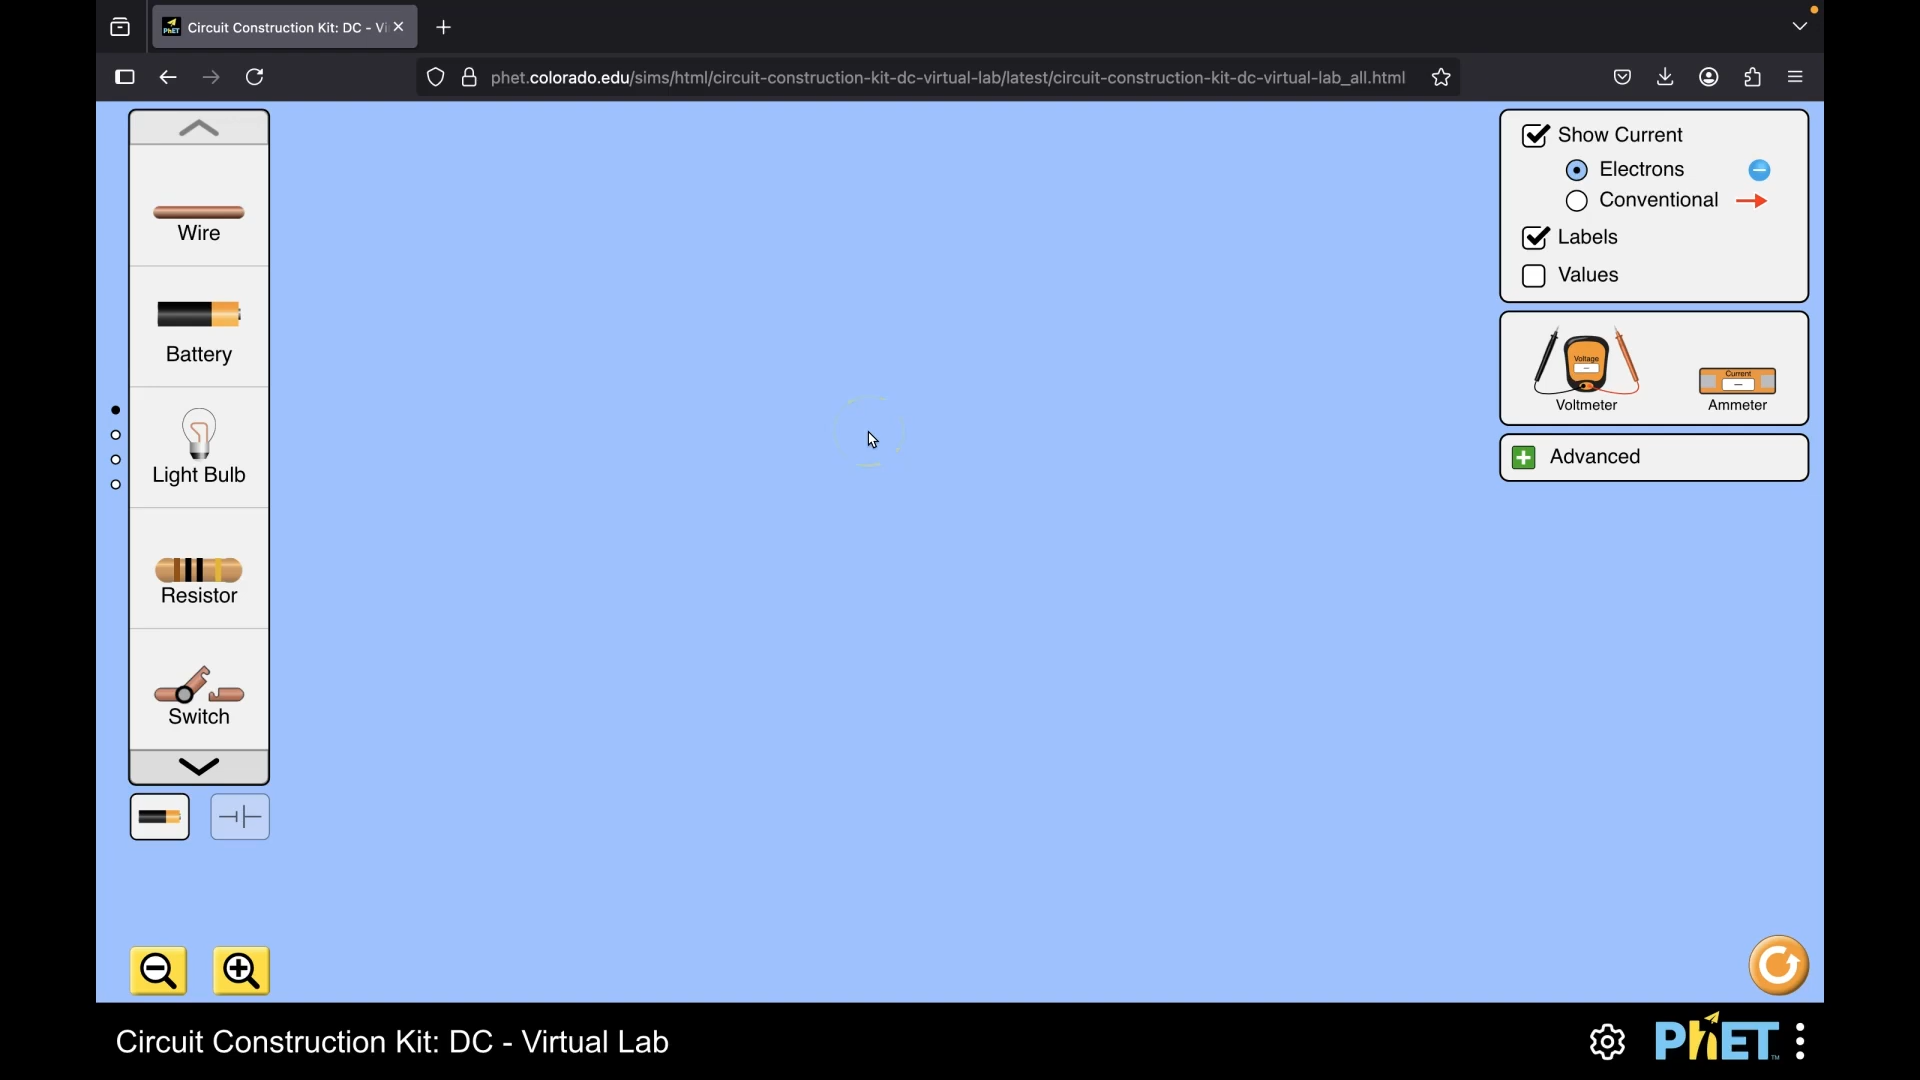 Circuit Construction Kit: DC - Vi
phet.colorado.edu/sims/html/circuit-construction-kit-dc-virtual-lab/latest/circuit-construction-kit-dc-virtual-lab_all.html
Wire
Battery
Light Bulb
Resistor
Switch
Show Current
Electrons
Conventional
Labels
Values
Voltage
Voltmeter
Current
Ammeter
Advanced
Circuit Construction Kit: DC - Virtual Lab
PhET